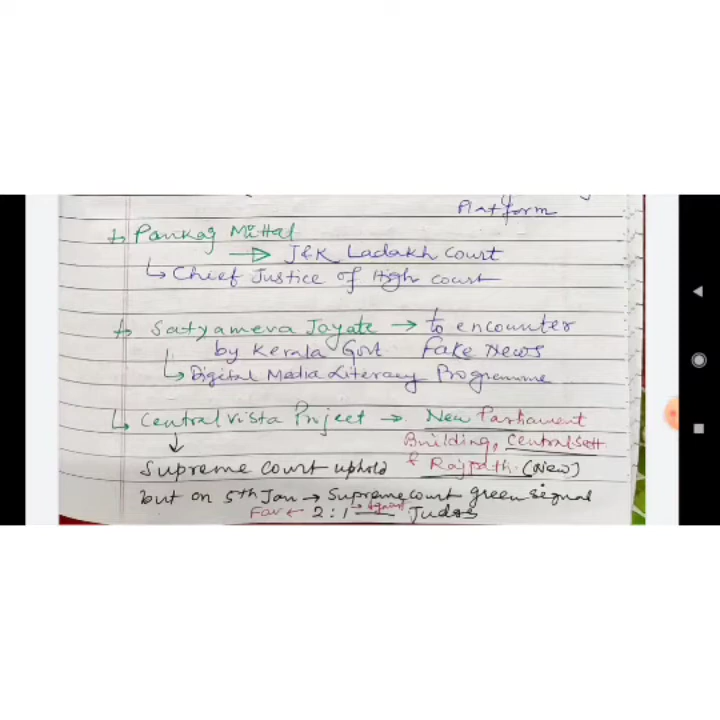 Platform
Pankaj Mittal
→ J&K Ladakh Court
↳ Chief Justice of High court
Satyameva Jayate → to encounter
by Kerala Govt Fake News
↳ Digital Media Literacy Programme
↳ Central Vista Project → New Parliament
Building, Central
↓
Supreme court uphold & Rajpath. (New)
but on 5th Jan → Supreme court green signal
Fav ← 2:1 → Judes